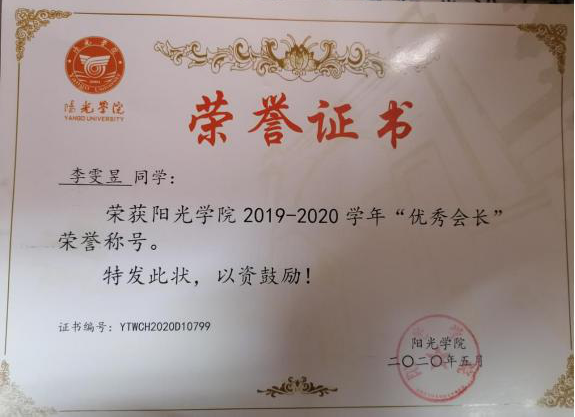 阳光学院
YANGO UNIVERSITY
荣誉证书
李雯昱 同学：
荣获阳光学院 2019-2020 学年“优秀会长”
荣誉称号。
特发此状，以资鼓励！
证书编号：YTWCH2020D10799
阳光学院
二〇二〇年五月